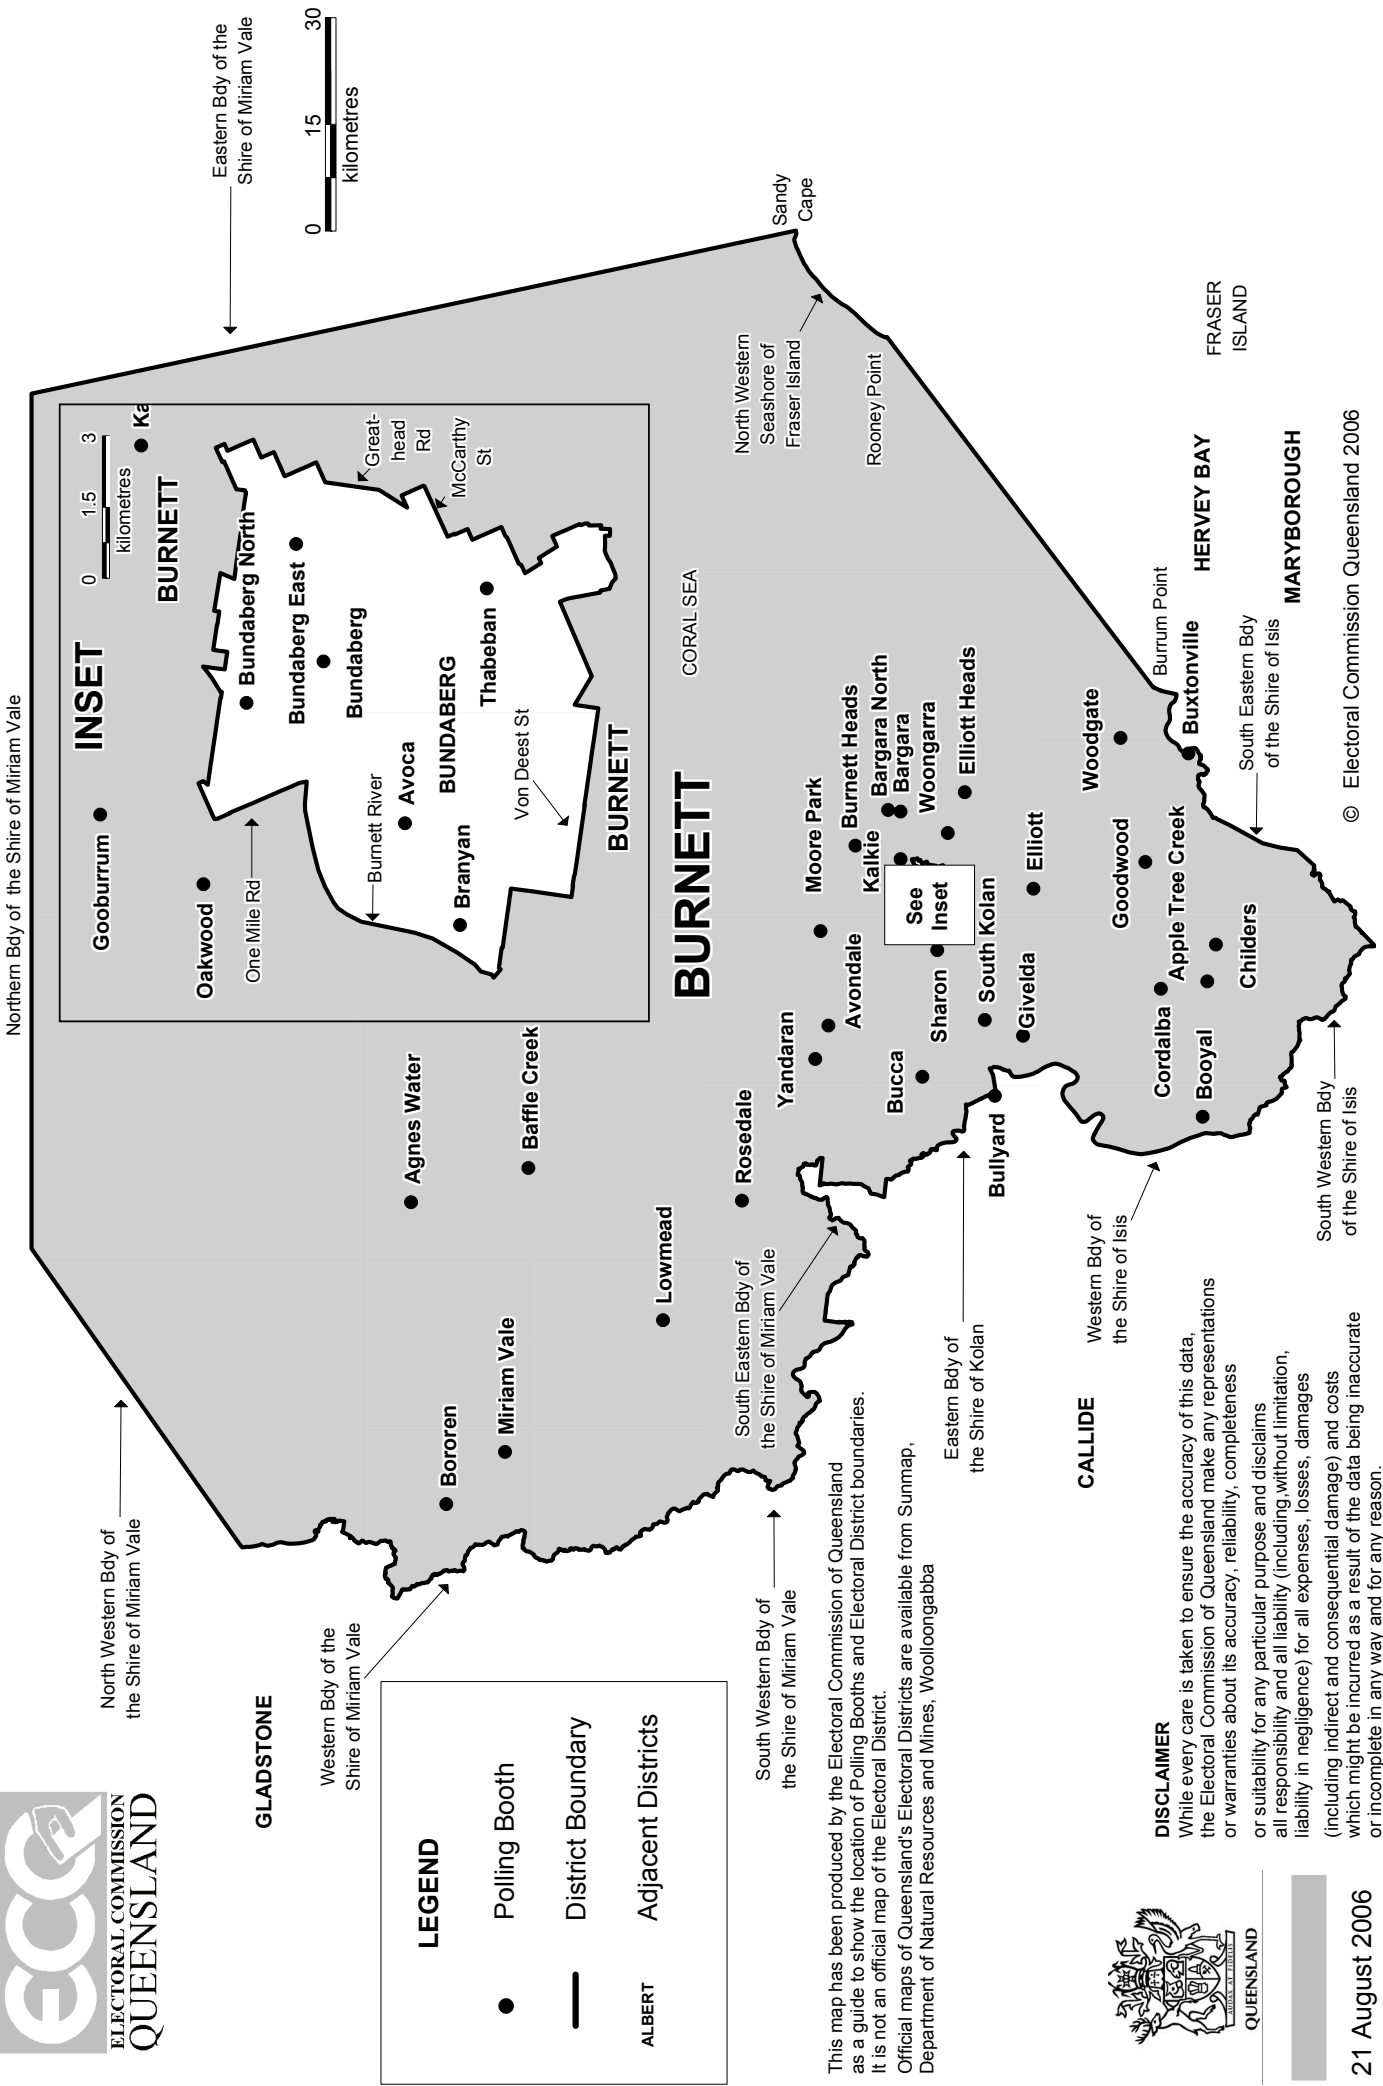 ECQ
ELECTORAL COMMISSION
QUEENSLAND
North Western Bdy of
the Shire of Miriam Vale
Northern Bdy of the Shire of Miriam Vale
Eastern Bdy of the
Shire of Miriam Vale
0 15 30
kilometres
GLADSTONE
Western Bdy of the
Shire of Miriam Vale
LEGEND
Polling Booth
District Boundary
ALBERT Adjacent Districts
INSET
0 1.5 3
kilometres
Gooburrum
Ka
BURNETT
Oakwood
One Mile Rd
Bundaberg North
Bundaberg East
Bundaberg
Great-
head
Rd
McCarthy
St
Burnett River
Avoca
BUNDABERG
Branyan
Thabeban
Von Deest St
BURNETT
Agnes Water
Bororen
Miriam Vale
Baffle Creek
Lowmead
BURNETT
CORAL SEA
Rosedale
North Western
Seashore of
Fraser Island
Sandy
Cape
Rooney Point
South Eastern Bdy of
the Shire of Miriam Vale
South Western Bdy of
the Shire of Miriam Vale
Yandaran
Moore Park
Avondale
Burnett Heads
Kalkie
Bargara North
Bargara
Woongarra
Elliott Heads
See
Inset
Bucca
Sharon
South Kolan
Bullyard
Givelda
Elliott
Eastern Bdy of
the Shire of Kolan
Woodgate
Goodwood
Burrum Point
Buxtonville
Cordalba
Apple Tree Creek
Booyal
Childers
HERVEY BAY
FRASER
ISLAND
MARYBOROUGH
South Eastern Bdy
of the Shire of Isis
CALLIDE
Western Bdy of
the Shire of Isis
South Western Bdy
of the Shire of Isis
This map has been produced by the Electoral Commission of Queensland
as a guide to show the location of Polling Booths and Electoral District boundaries.
It is not an official map of the Electoral District.
Official maps of Queensland's Electoral Districts are available from Sunmap,
Department of Natural Resources and Mines, Woolloongabba
AUDAX AT FIDELIS
QUEENSLAND
21 August 2006
DISCLAIMER
While every care is taken to ensure the accuracy of this data,
the Electoral Commission of Queensland make any representations
or warranties about its accuracy, reliability, completeness
or suitability for any particular purpose and disclaims
all responsibility and all liability (including,without limitation,
liability in negligence) for all expenses, losses, damages
(including indirect and consequential damage) and costs
which might be incurred as a result of the data being inaccurate
or incomplete in any way and for any reason.
© Electoral Commission Queensland 2006